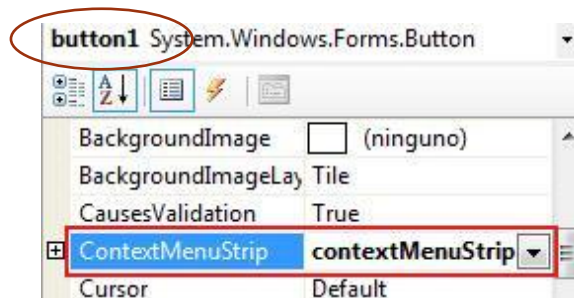 button1 System.Windows.Forms.Button
A Z
BackgroundImage (ninguno)
BackgroundImageLay Tile
CausesValidation True
ContextMenuStrip contextMenuStrip
Cursor Default